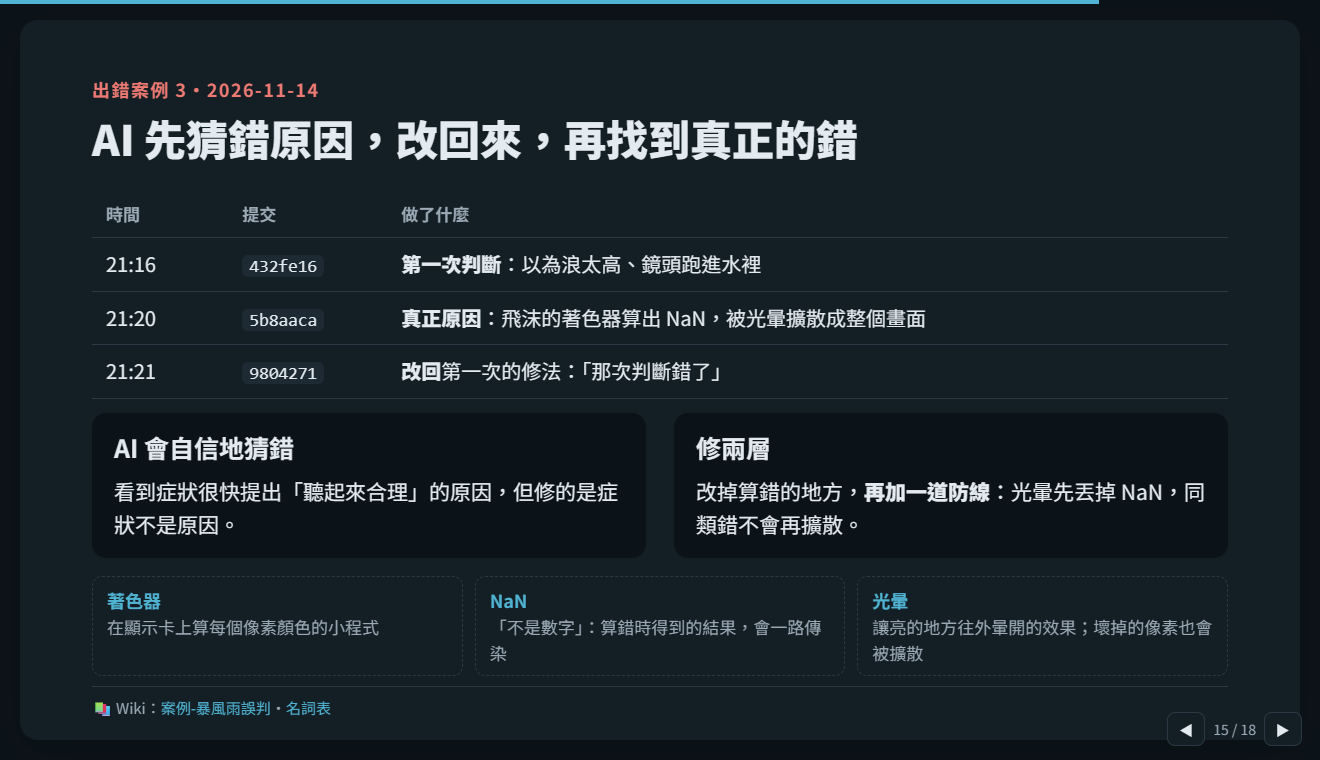 出錯案例 3・2026-11-14
AI 先猜錯原因，改回來，再找到真正的錯
時間 提交 做了什麼
21:16 432fe16 第一次判斷：以為浪太高、鏡頭跑進水裡
21:20 5b8aaca 真正原因：飛沫的著色器算出 NaN，被光暈擴散成整個畫面
21:21 9804271 改回第一次的修法：「那次判斷錯了」
AI 會自信地猜錯
看到症狀很快提出「聽起來合理」的原因，但修的是症
狀不是原因。
修兩層
改掉算錯的地方，再加一道防線：光暈先丟掉 NaN，同
類錯不會再擴散。
著色器
在顯示卡上算每個像素顏色的小程式
NaN
「不是數字」：算錯時得到的結果，會一路傳
染
光暈
讓亮的地方往外暈開的效果；壞掉的像素也會
被擴散
Wiki：案例-暴風雨誤判・名詞表
◀ 15 / 18 ▶